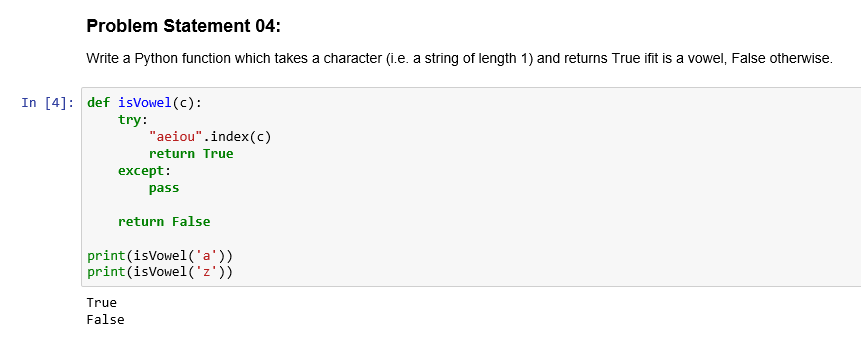 Problem Statement 04:
Write a Python function which takes a character (i.e. a string of length 1) and returns True ifit is a vowel, False otherwise.
In [4]: def isVowel(c):
    try:
        "aeiou".index(c)
        return True
    except:
        pass

    return False

print(isVowel('a'))
print(isVowel('z'))
True
False